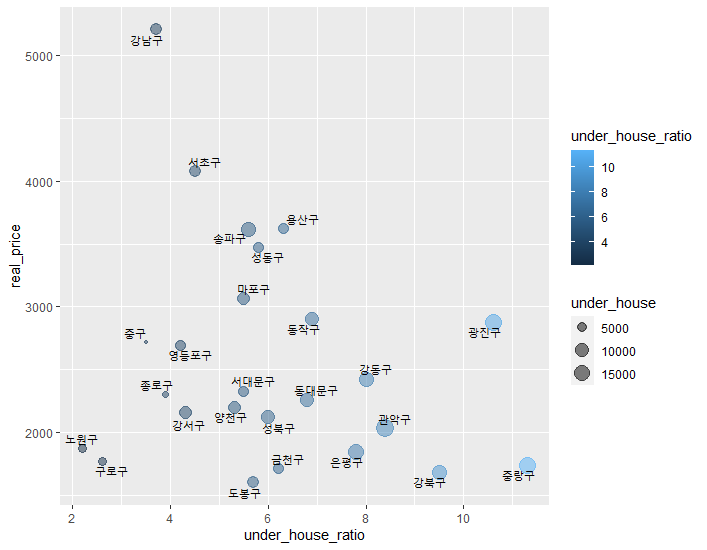 5000
4000
3000
2000
real_price
강남구
서초구
용산구
송파구
성동구
마포구
동작구
광진구
중구
영등포구
강동구
종로구
서대문구
동대문구
강서구
양천구
성북구
관악구
노원구
구로구
금천구
은평구
도봉구
강북구
중랑구
2
4
6
8
10
under_house_ratio
under_house_ratio
10
8
6
4
under_house
5000
10000
15000